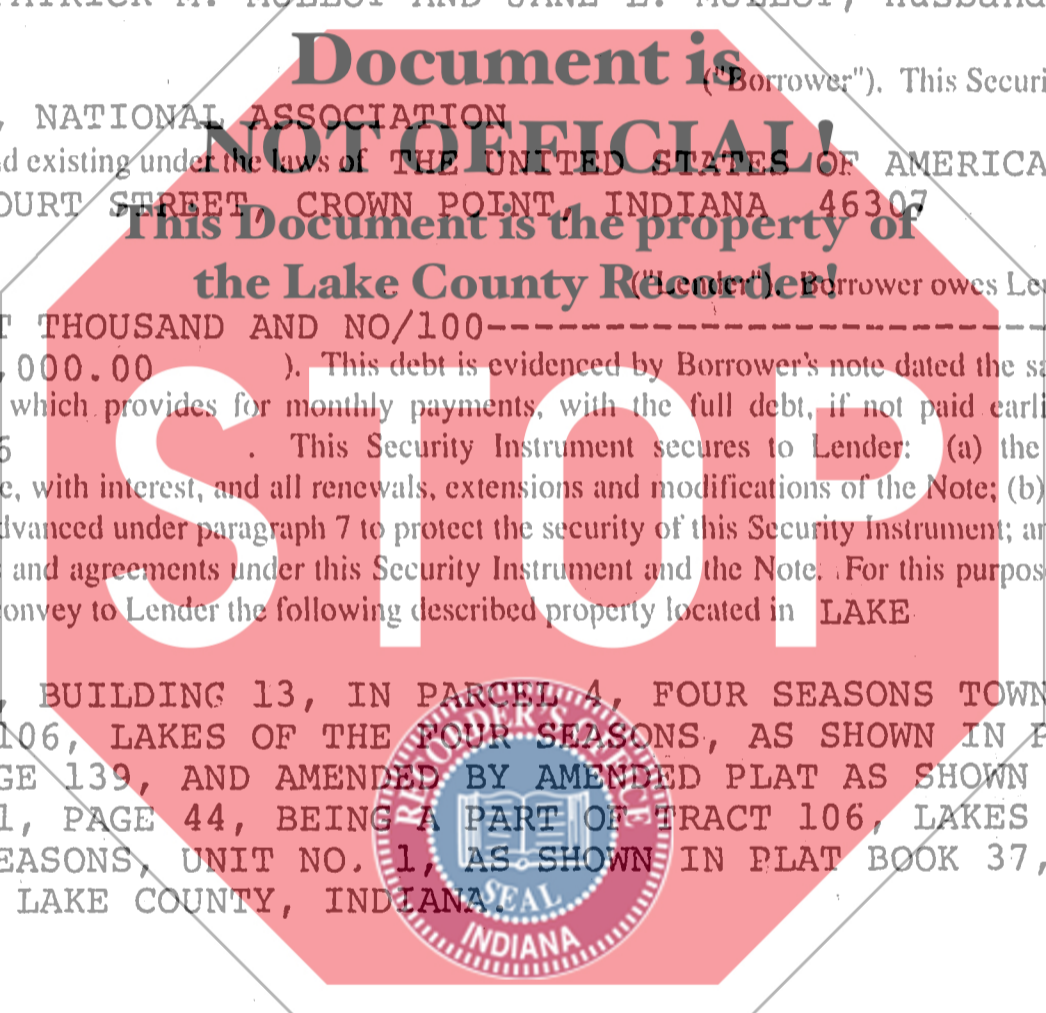 PATRICK M. MOLLOY AND JANE E. MOLLOY, Husband
Document is
("Borrower"). This Securi
, NATIONAL ASSOCIATION
NOT OFFICIAL!
d existing under the laws of THE UNITED STATES OF AMERICA
OURT STREET, CROWN POINT, INDIANA 46307
This Document is the property of
the Lake County Recorder!
("Lender"). Borrower owes Le
T THOUSAND AND NO/100--------------------------------
,000.00 ). This debt is evidenced by Borrower's note dated the sa
which provides for monthly payments, with the full debt, if not paid earli
6 . This Security Instrument secures to Lender: (a) the
e, with interest, and all renewals, extensions and modifications of the Note; (b)
dvanced under paragraph 7 to protect the security of this Security Instrument; an
and agreements under this Security Instrument and the Note. For this purpos
onvey to Lender the following described property located in LAKE
STOP
, BUILDING 13, IN PARCEL 4, FOUR SEASONS TOWN
106, LAKES OF THE FOUR SEASONS, AS SHOWN IN P
GE 139, AND AMENDED BY AMENDED PLAT AS SHOWN
1, PAGE 44, BEING A PART OF TRACT 106, LAKES
EASONS, UNIT NO. 1, AS SHOWN IN PLAT BOOK 37,
LAKE COUNTY, INDIANA.
RECORDER'S OFFICE
SEAL
INDIANA